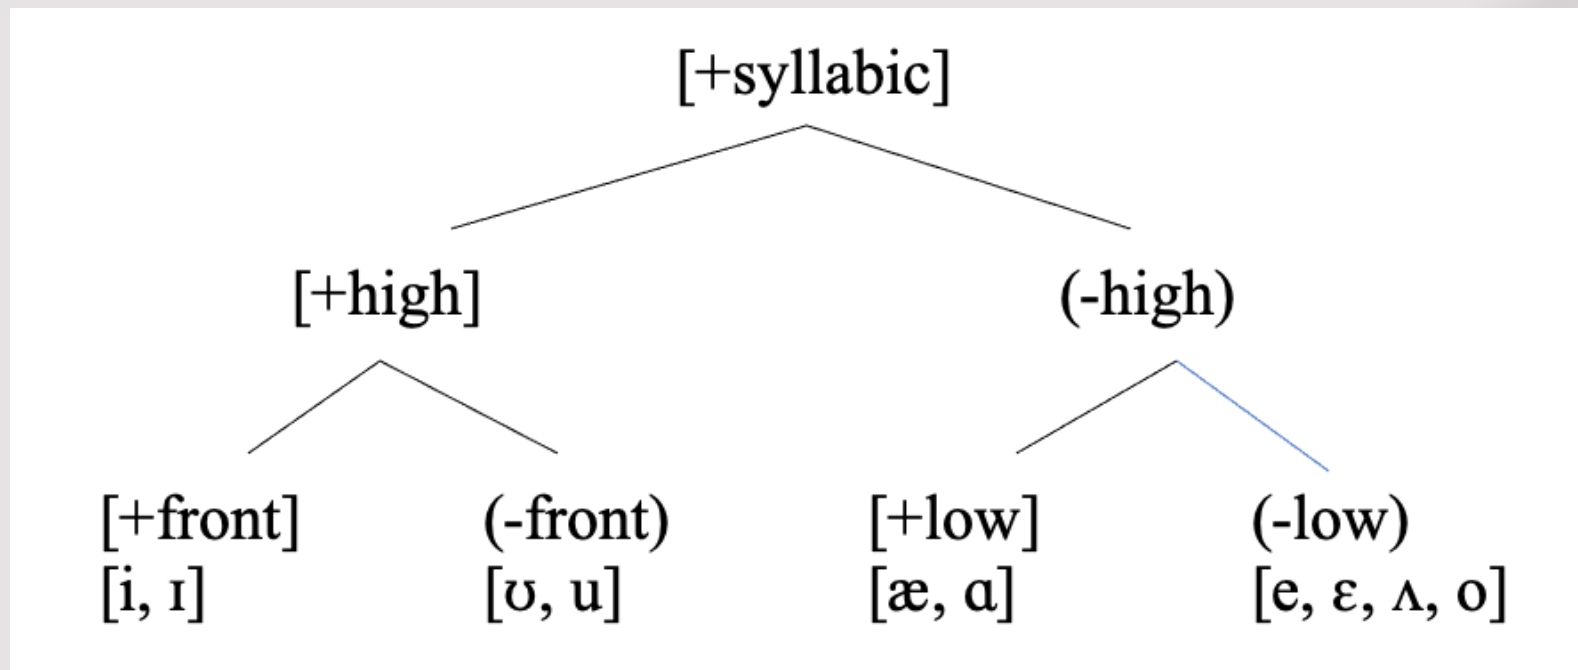 [+syllabic]
[+high] (-high)
[+front] (-front) [+low] (-low)
[i, ɪ] [ʊ, u] [æ, ɑ] [e, ɛ, ʌ, o]